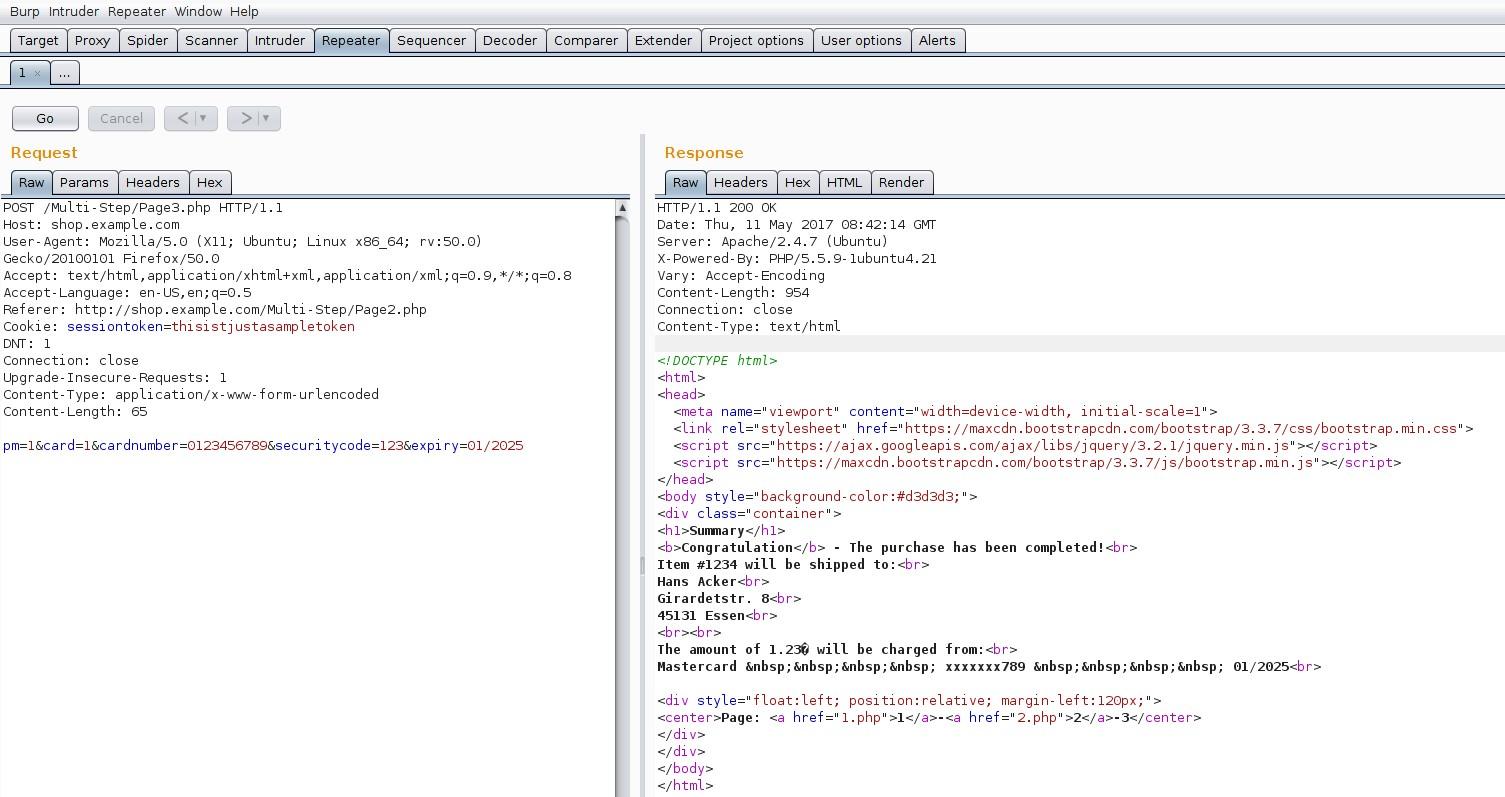 Burp Intruder Repeater Window Help
Target Proxy Spider Scanner Intruder Repeater Sequencer Decoder Comparer Extender Project options User options Alerts
1 × ...
Go Cancel < ▼ > ▼
Request
Raw Params Headers Hex
POST /Multi-Step/Page3.php HTTP/1.1
Host: shop.example.com
User-Agent: Mozilla/5.0 (X11; Ubuntu; Linux x86_64; rv:50.0)
Gecko/20100101 Firefox/50.0
Accept: text/html,application/xhtml+xml,application/xml;q=0.9,*/*;q=0.8
Accept-Language: en-US,en;q=0.5
Referer: http://shop.example.com/Multi-Step/Page2.php
Cookie: sessiontoken=thisistjustasampletoken
DNT: 1
Connection: close
Upgrade-Insecure-Requests: 1
Content-Type: application/x-www-form-urlencoded
Content-Length: 65
pm=1&card=1&cardnumber=0123456789&securitycode=123&expiry=01/2025
Response
Raw Headers Hex HTML Render
HTTP/1.1 200 OK
Date: Thu, 11 May 2017 08:42:14 GMT
Server: Apache/2.4.7 (Ubuntu)
X-Powered-By: PHP/5.5.9-1ubuntu4.21
Vary: Accept-Encoding
Content-Length: 954
Connection: close
Content-Type: text/html
<!DOCTYPE html>
<html>
<head>
<meta name="viewport" content="width=device-width, initial-scale=1">
<link rel="stylesheet" href="https://maxcdn.bootstrapcdn.com/bootstrap/3.3.7/css/bootstrap.min.css">
<script src="https://ajax.googleapis.com/ajax/libs/jquery/3.2.1/jquery.min.js"></script>
<script src="https://maxcdn.bootstrapcdn.com/bootstrap/3.3.7/js/bootstrap.min.js"></script>
</head>
<body style="background-color:#d3d3d3;">
<div class="container">
<h1>Summary</h1>
<b>Congratulation</b> - The purchase has been completed!<br>
Item #1234 will be shipped to:<br>
Hans Acker<br>
Girardetstr. 8<br>
45131 Essen<br>
<br><br>
The amount of 1.23� will be charged from:<br>
Mastercard &nbsp;&nbsp;&nbsp;&nbsp; xxxxxxx789 &nbsp;&nbsp;&nbsp;&nbsp; 01/2025<br>
<div style="float:left; position:relative; margin-left:120px;">
<center>Page: <a href="1.php">1</a>-<a href="2.php">2</a>-3</center>
</div>
</div>
</body>
</html>